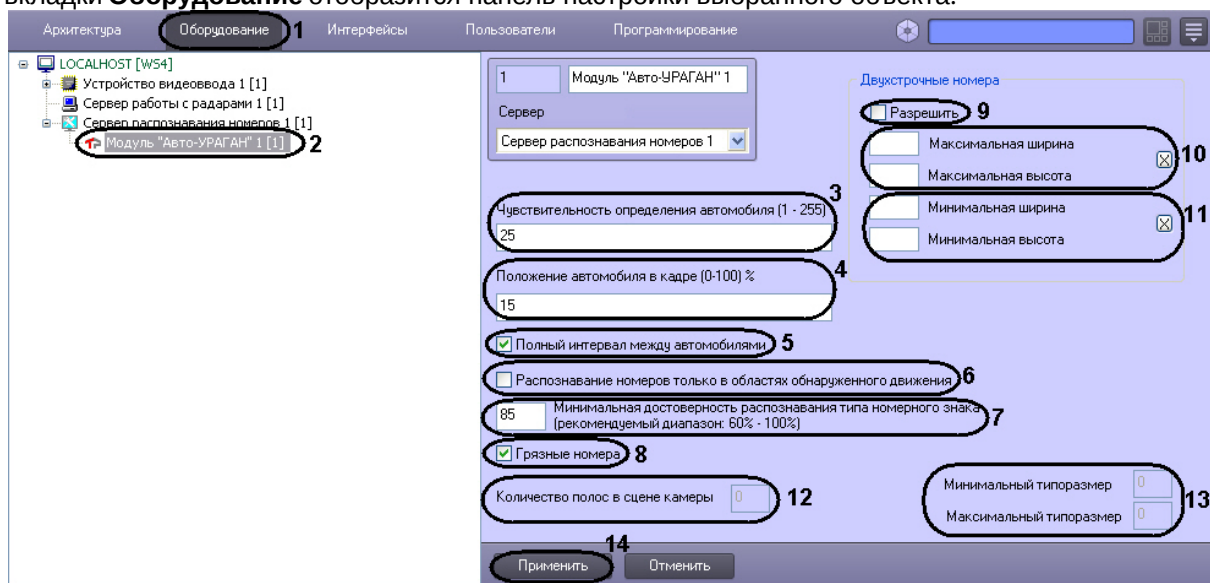 вкладки Оборудование отобразится панель настройки выбранного объекта.
Архитектура Оборудование 1 Интерфейсы Пользователи Программирование
LOCALHOST [WS4]
Устройство видеоввода 1 [1]
Сервер работы с радарами 1 [1]
Сервер распознавания номеров 1 [1]
Модуль "Авто-УРАГАН" 1 [1] 2
1 Модуль "Авто-УРАГАН" 1
Сервер
Сервер распознавания номеров 1
3
Чувствительность определения автомобиля (1 - 255)
25
Положение автомобиля в кадре (0-100) % 4
15
Полный интервал между автомобилями 5
Распознавание номеров только в областях обнаруженного движения 6
85 Минимальная достоверность распознавания типа номерного знака
(рекомендуемый диапазон: 60% - 100%) 7
Грязные номера 8
Количество полос в сцене камеры 0 12
Двухстрочные номера
Разрешить 9
Максимальная ширина
10
Максимальная высота
Минимальная ширина
11
Минимальная высота
Минимальный типоразмер 0
13
Максимальный типоразмер 0
14
Применить Отменить